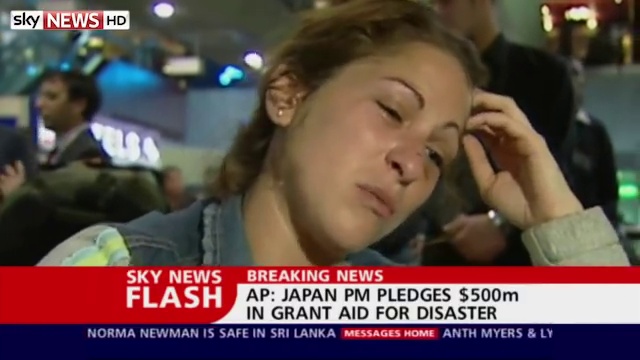 sky NEWS HD
SKY NEWS
FLASH
BREAKING NEWS
AP: JAPAN PM PLEDGES $500m
IN GRANT AID FOR DISASTER
NORMA NEWMAN IS SAFE IN SRI LANKA MESSAGES HOME ANTH MYERS & LY